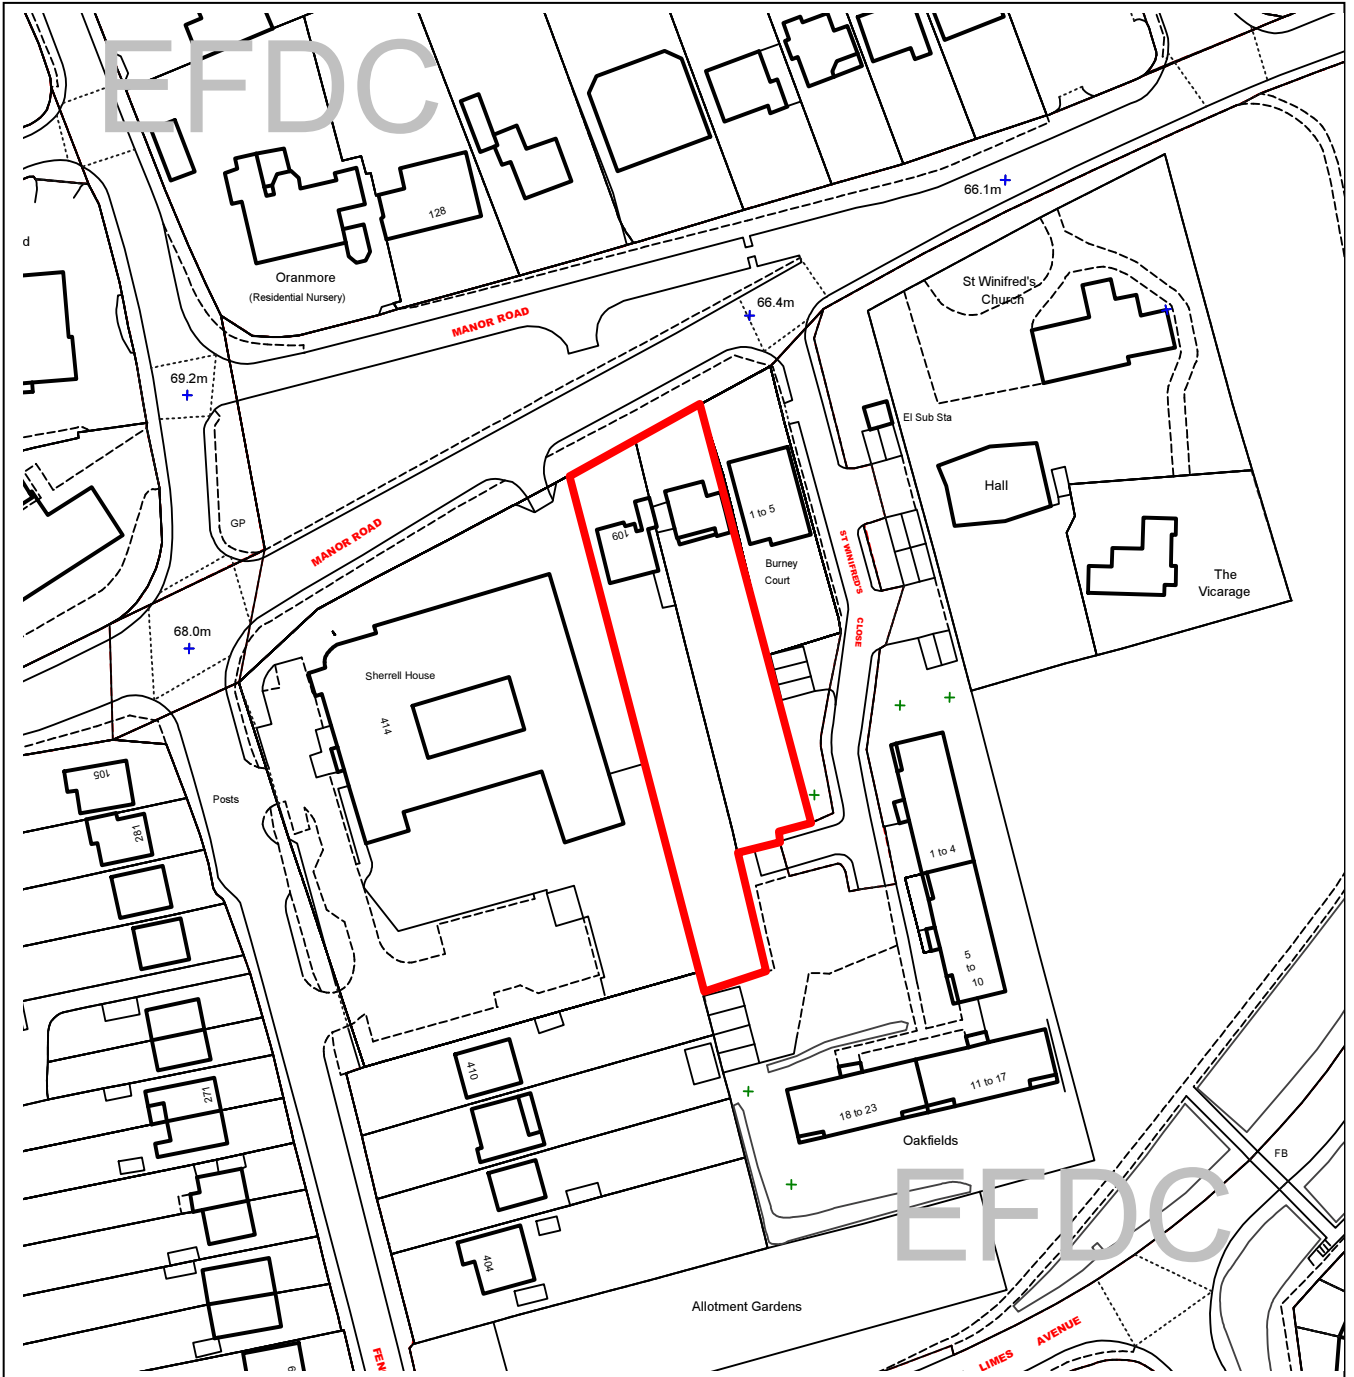 EFDC
128
66.1m
d
Oranmore
(Residential Nursery)
St Winifred's
Church
66.4m
MANOR ROAD
69.2m
El Sub Sta
Hall
1 to 5
GP
MANOR ROAD
109
ST WINIFRED'S
CLOSE
Burney
Court
The
Vicarage
68.0m
Sherrell House
414
105
Posts
281
1 to 4
5
to
10
410
271
11 to 17
18 to 23
Oakfields
FB
EFDC
404
Allotment Gardens
LIMES AVENUE
FEN